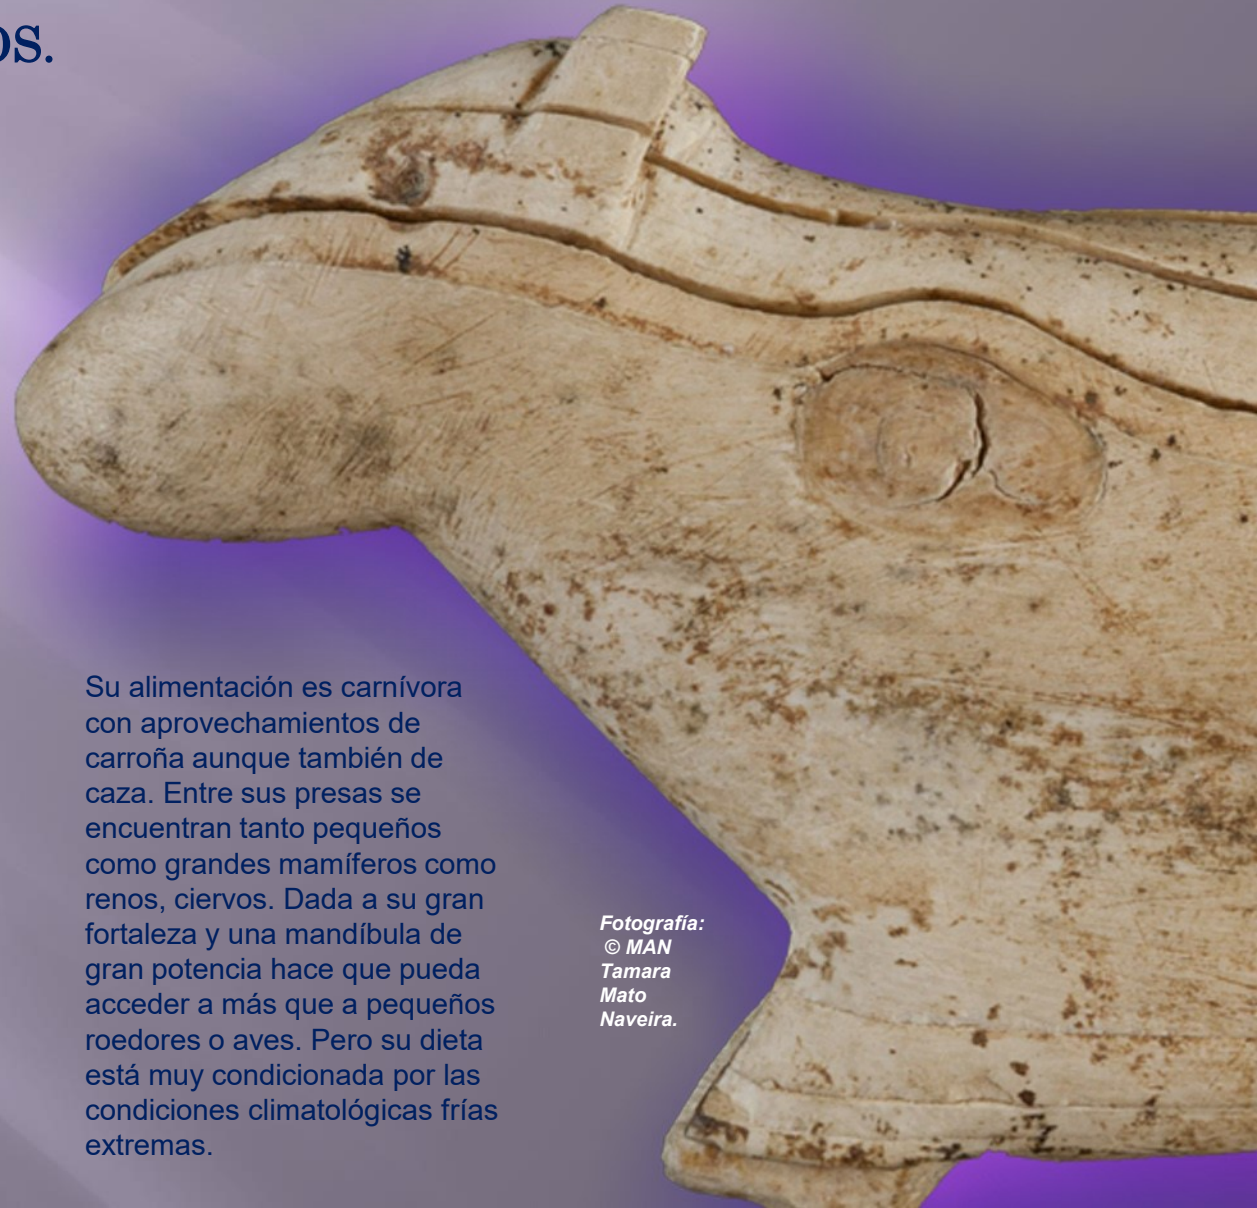 os.
Su alimentación es carnívora
con aprovechamientos de
carroña aunque también de
caza. Entre sus presas se
encuentran tanto pequeños
como grandes mamíferos como
renos, ciervos. Dada a su gran
fortaleza y una mandíbula de
gran potencia hace que pueda
acceder a más que a pequeños
roedores o aves. Pero su dieta
está muy condicionada por las
condiciones climatológicas frías
extremas.
Fotografía:
© MAN
Tamara
Mato
Naveira.